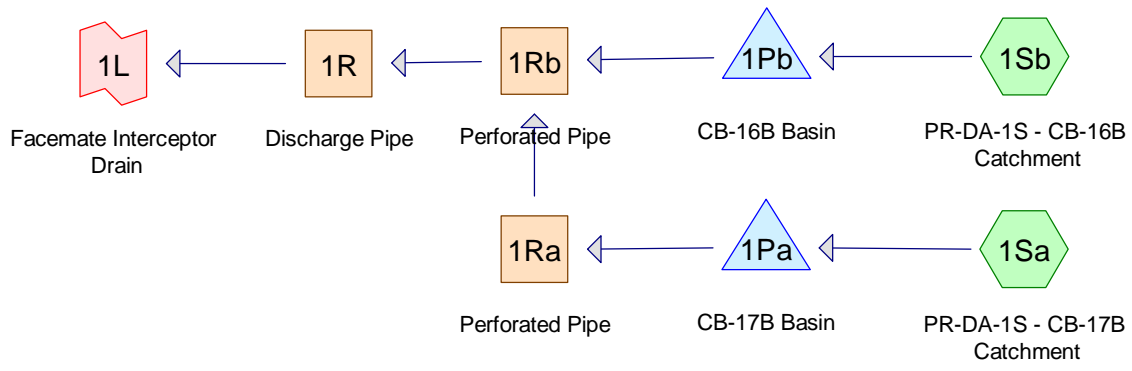 1L
1R
1Rb
1Pb
1Sb
Facemate Interceptor
Drain
Discharge Pipe
Perforated Pipe
CB-16B Basin
PR-DA-1S - CB-16B
Catchment
1Ra
1Pa
1Sa
Perforated Pipe
CB-17B Basin
PR-DA-1S - CB-17B
Catchment